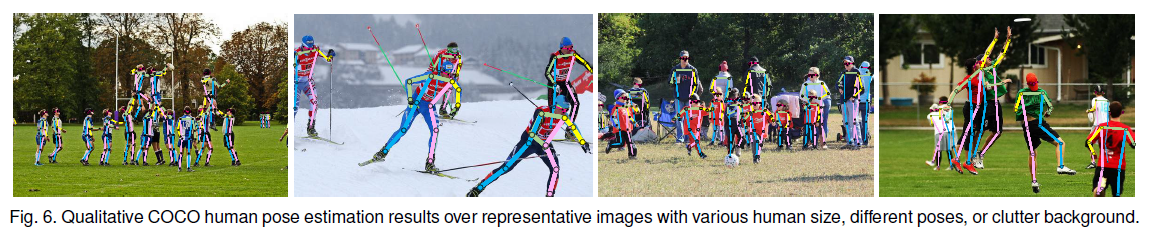 Fig. 6. Qualitative COCO human pose estimation results over representative images with various human size, different poses, or clutter background.